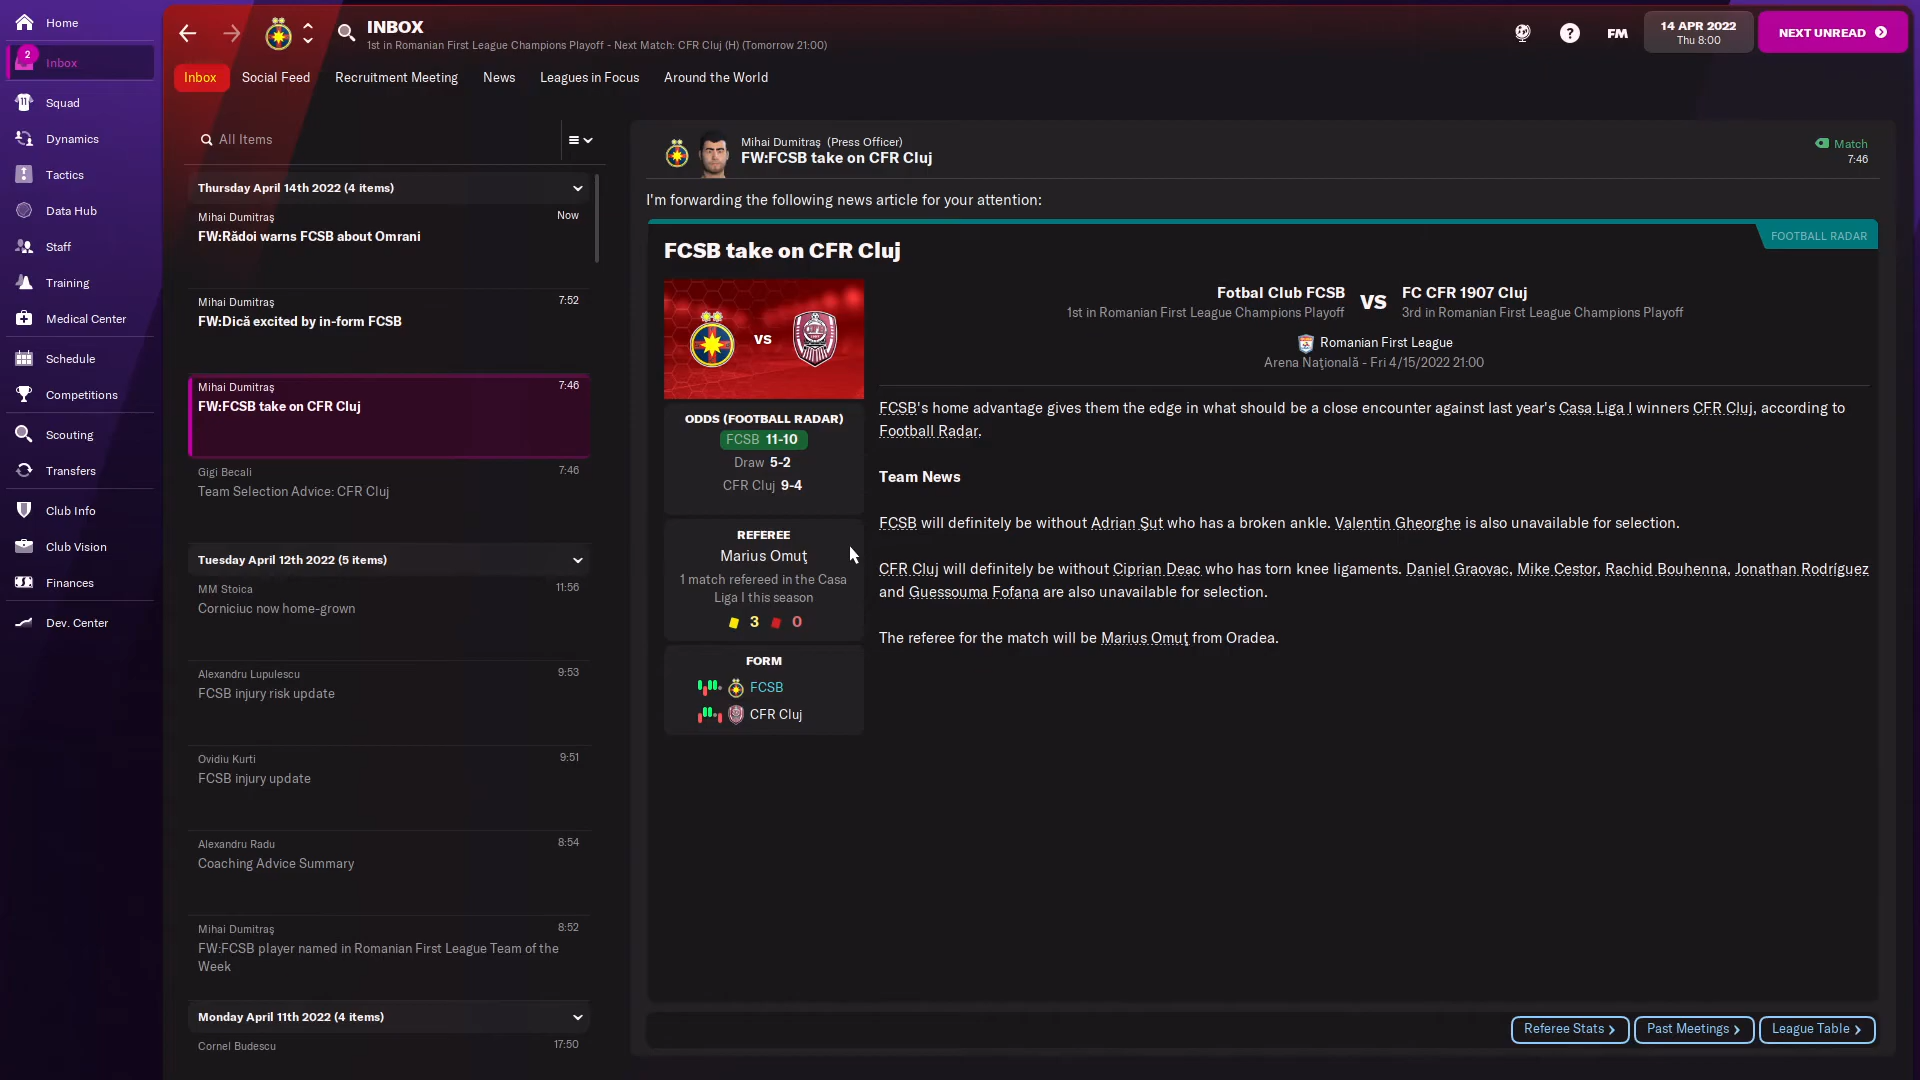 Home
2
Inbox
Squad
Dynamics
Tactics
Data Hub
Staff
Training
Medical Center
Schedule
Competitions
Scouting
Transfers
Club Info
Club Vision
Finances
Dev. Center
INBOX
1st in Romanian First League Champions Playoff - Next Match: CFR Cluj (H) (Tomorrow 21:00)
?
FM
14 APR 2022
Thu 8:00
NEXT UNREAD
Inbox Social Feed Recruitment Meeting News Leagues in Focus Around the World
All Items
Thursday April 14th 2022 (4 items)
Mihai Dumitraş Now
FW:Rădoi warns FCSB about Omrani
Mihai Dumitraş 7:52
FW:Dică excited by in-form FCSB
Mihai Dumitraş 7:46
FW:FCSB take on CFR Cluj
Gigi Becali 7:46
Team Selection Advice: CFR Cluj
Tuesday April 12th 2022 (5 items)
MM Stoica 11:56
Corniciuc now home-grown
Alexandru Lupulescu 9:53
FCSB injury risk update
Ovidiu Kurti 9:51
FCSB injury update
Alexandru Radu 8:54
Coaching Advice Summary
Mihai Dumitraş 8:52
FW:FCSB player named in Romanian First League Team of the
Week
Monday April 11th 2022 (4 items)
Cornel Budescu 17:50
Mihai Dumitraş (Press Officer)
FW:FCSB take on CFR Cluj
Match
7:46
I'm forwarding the following news article for your attention:
FOOTBALL RADAR
FCSB take on CFR Cluj
VS
Fotbal Club FCSB VS FC CFR 1907 Cluj
1st in Romanian First League Champions Playoff 3rd in Romanian First League Champions Playoff
Romanian First League
Arena Naţională - Fri 4/15/2022 21:00
ODDS (FOOTBALL RADAR)
FCSB 11-10
Draw 5-2
CFR Cluj 9-4
REFEREE
Marius Omuţ
1 match refereed in the Casa
Liga I this season
3 0
FORM
FCSB
CFR Cluj
FCSB's home advantage gives them the edge in what should be a close encounter against last year's Casa Liga I winners CFR Cluj, according to
Football Radar.
Team News
FCSB will definitely be without Adrian Şut who has a broken ankle. Valentin Gheorghe is also unavailable for selection.
CFR Cluj will definitely be without Ciprian Deac who has torn knee ligaments. Daniel Graovac, Mike Cestor, Rachid Bouhenna, Jonathan Rodríguez
and Guessouma Fofana are also unavailable for selection.
The referee for the match will be Marius Omuţ from Oradea.
Referee Stats Past Meetings League Table